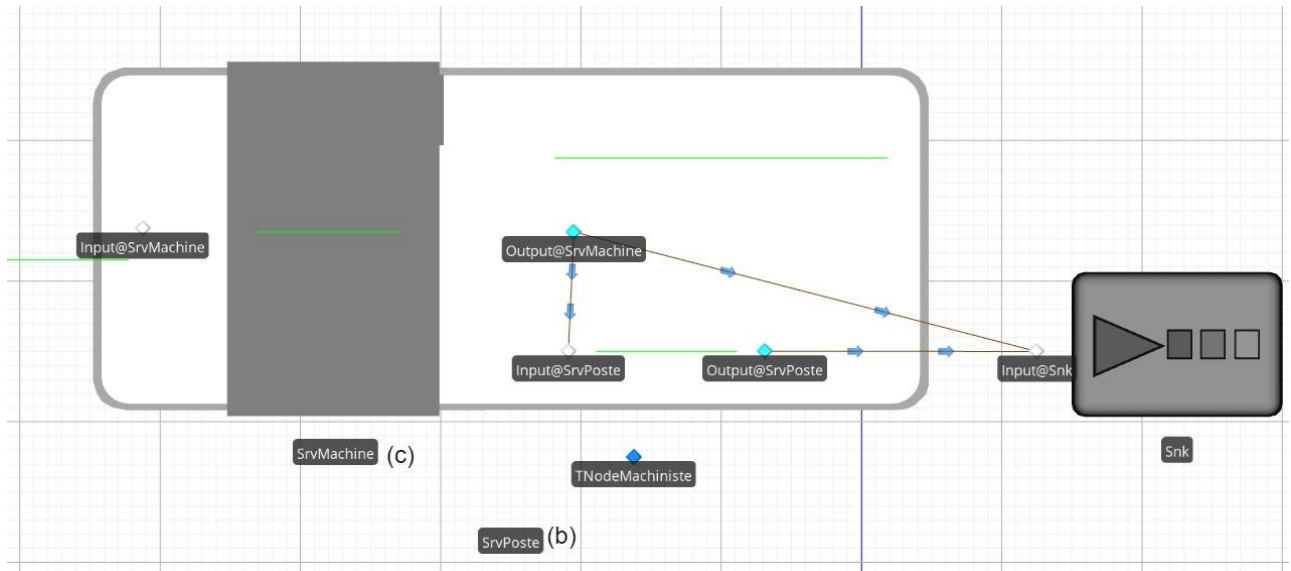 Input@SrvMachine
Output@SrvMachine
Input@SrvPoste
Output@SrvPoste
Input@Snk
SrvMachine (c)
Snk
TNodeMachiniste
SrvPoste (b)